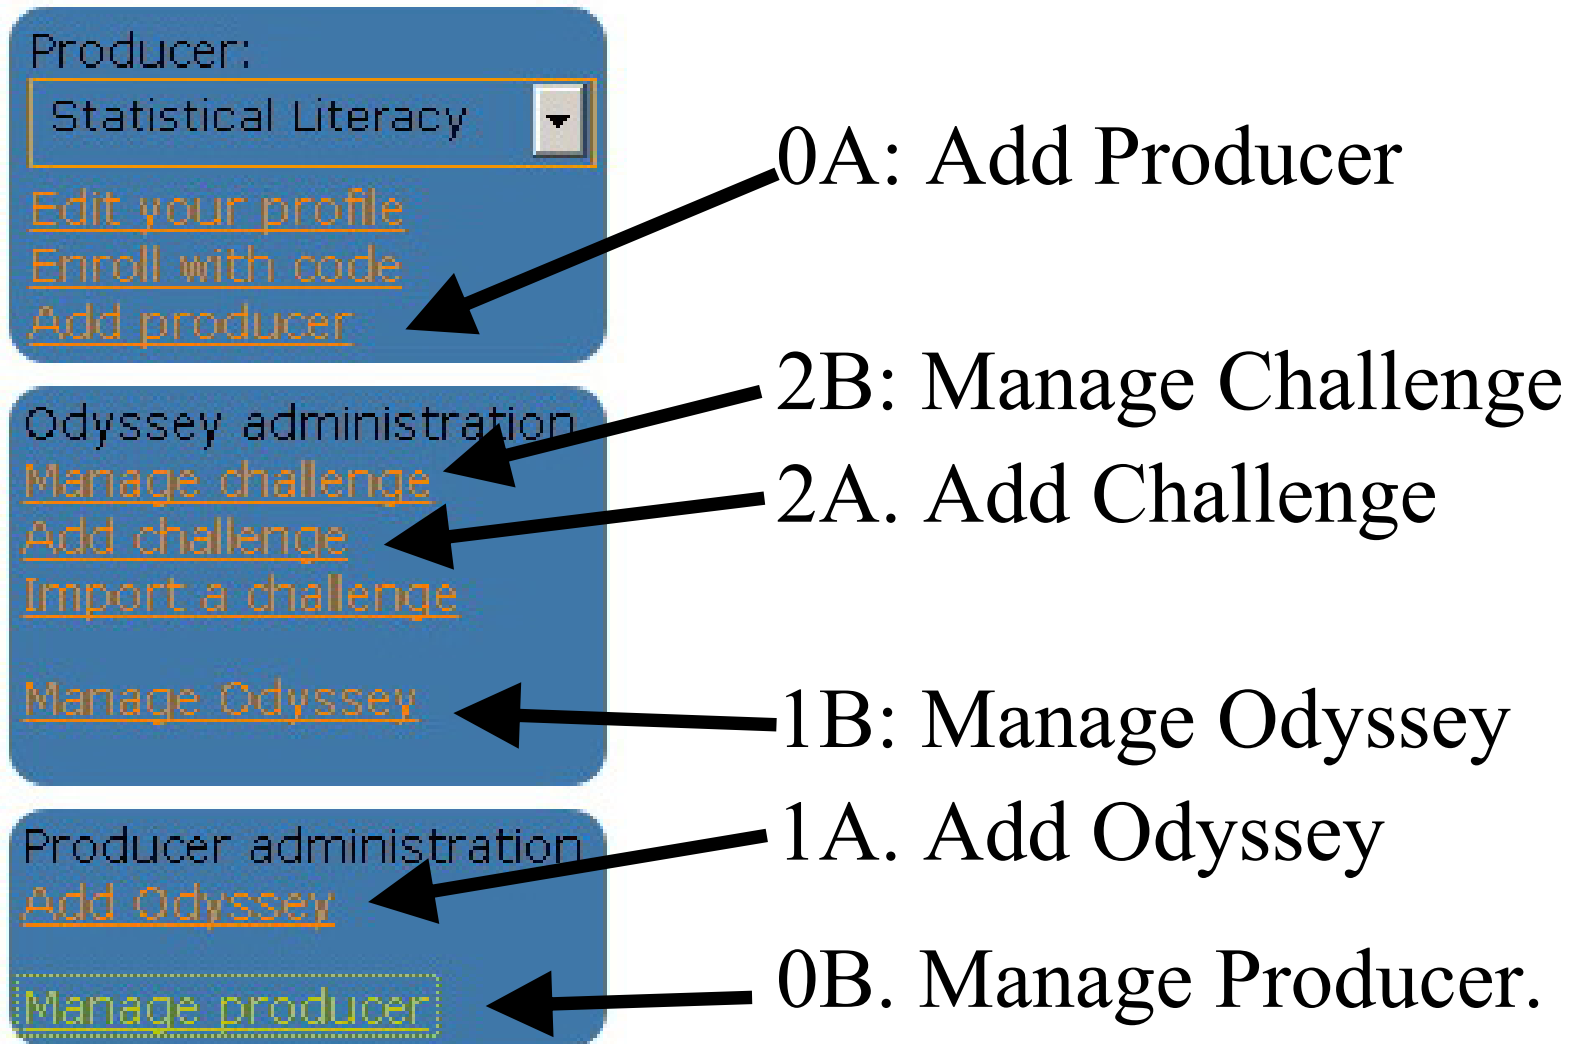 Producer:
Statistical Literacy
Edit your profile
Enroll with code
Add producer
Odyssey administration
Manage challenge
Add challenge
Import a challenge
Manage Odyssey
Producer administration
Add Odyssey
Manage producer
0A: Add Producer
2B: Manage Challenge
2A. Add Challenge
1B: Manage Odyssey
1A. Add Odyssey
0B. Manage Producer.